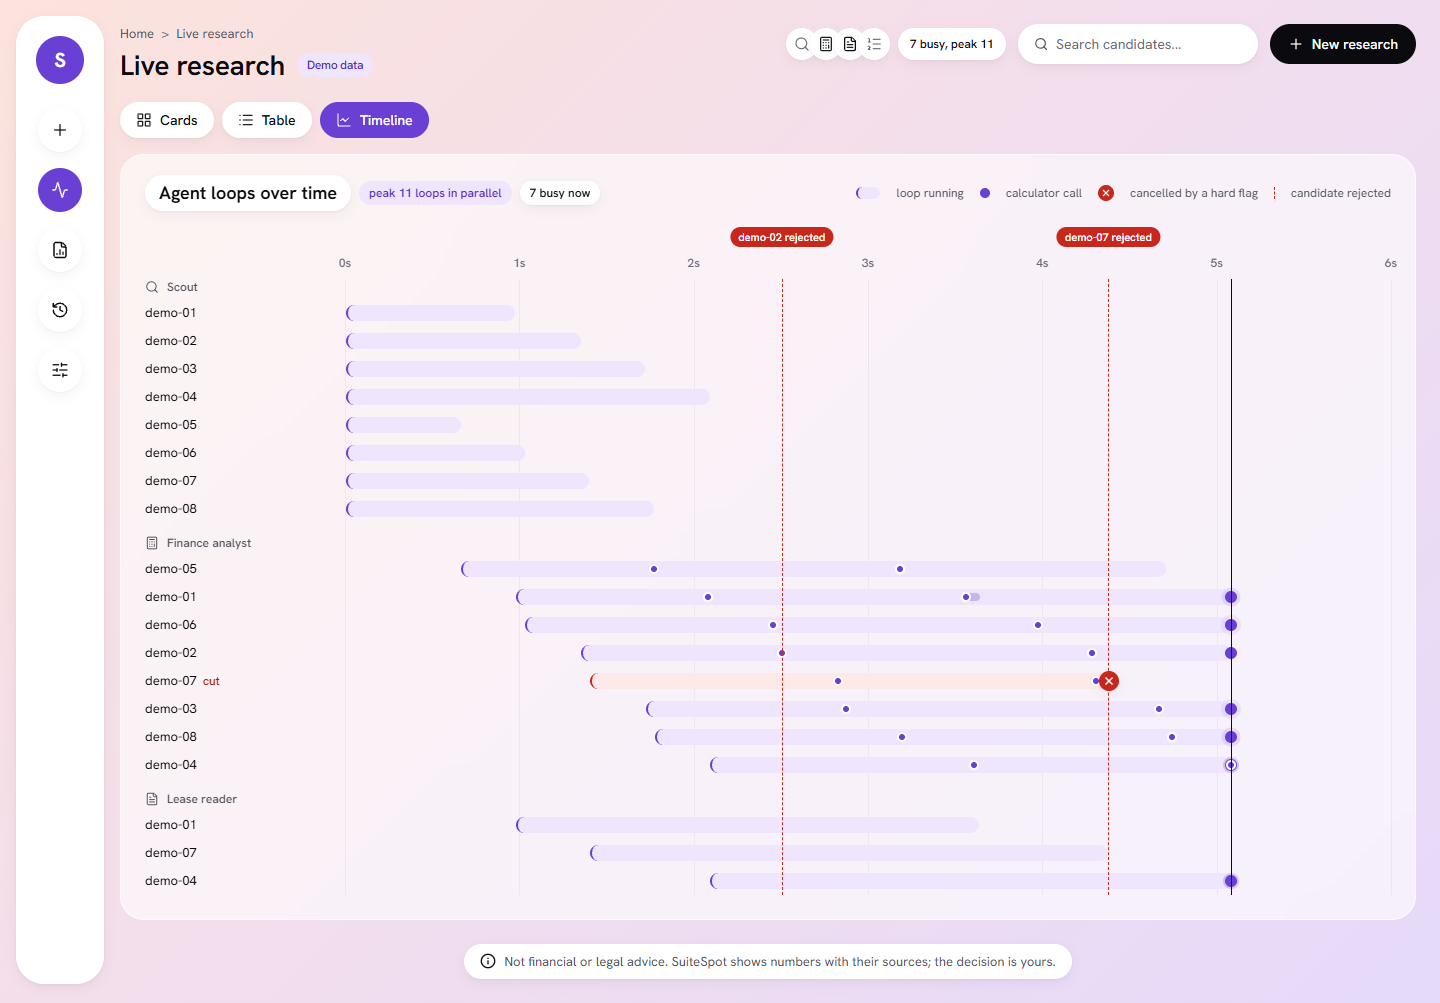 S
Home > Live research
Live research
Demo data
7 busy, peak 11
Search candidates...
New research
Cards
Table
Timeline
Agent loops over time
peak 11 loops in parallel
7 busy now
loop running
calculator call
cancelled by a hard flag
candidate rejected
demo-02 rejected
demo-07 rejected
0s 1s 2s 3s 4s 5s 6s
Scout
demo-01
demo-02
demo-03
demo-04
demo-05
demo-06
demo-07
demo-08
Finance analyst
demo-05
demo-01
demo-06
demo-02
demo-07 cut
demo-03
demo-08
demo-04
Lease reader
demo-01
demo-07
demo-04
Not financial or legal advice. SuiteSpot shows numbers with their sources; the decision is yours.